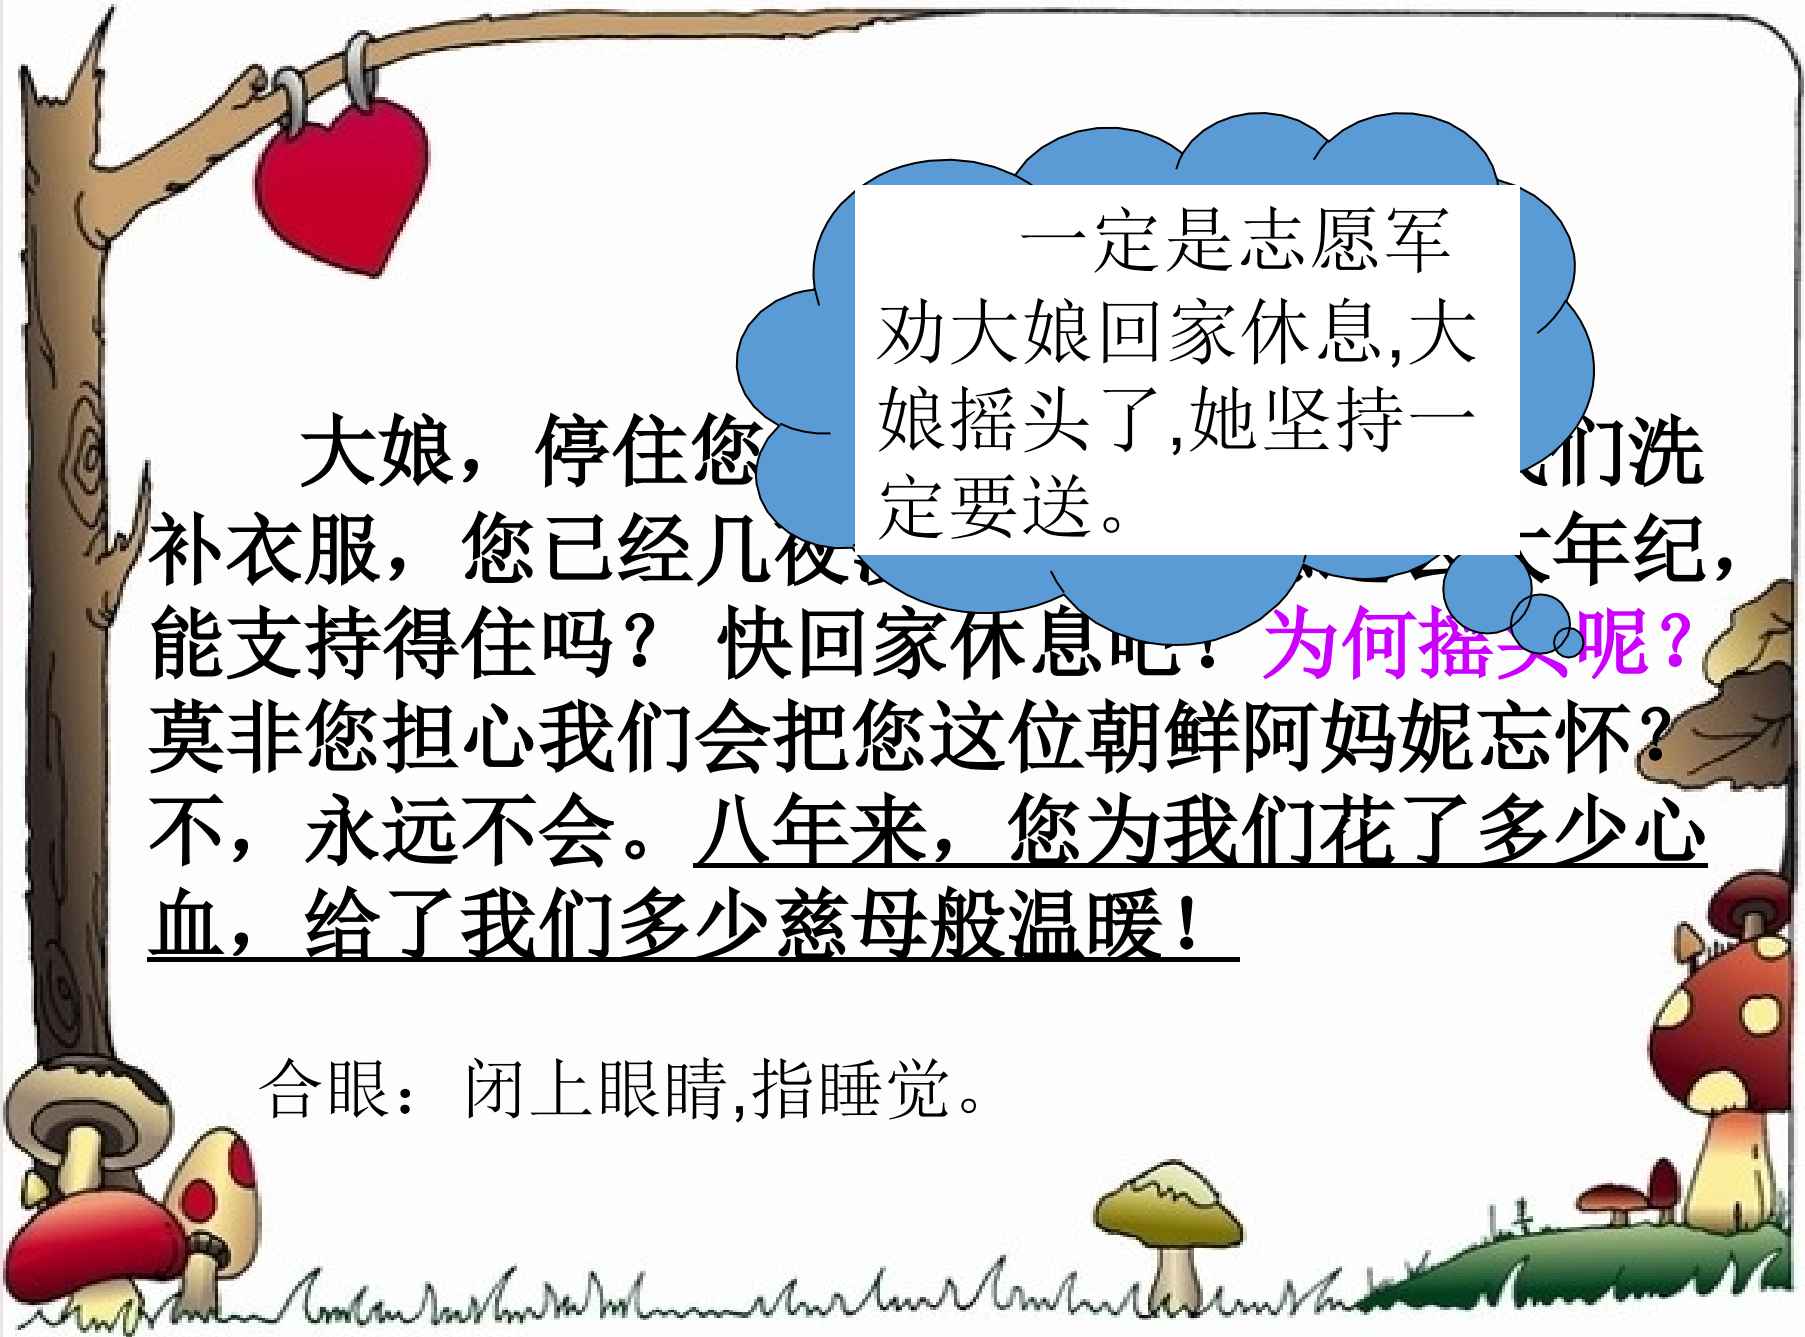 一定是志愿军
劝大娘回家休息,大
娘摇头了,她坚持一
定要送。
大娘，停住您 们洗
补衣服，您已经几夜 大年纪，
能支持得住吗？ 快回家休息吧！为何摇头呢？
莫非您担心我们会把您这位朝鲜阿妈妮忘怀？
不，永远不会。八年来，您为我们花了多少心
血，给了我们多少慈母般温暖！
合眼：闭上眼睛,指睡觉。